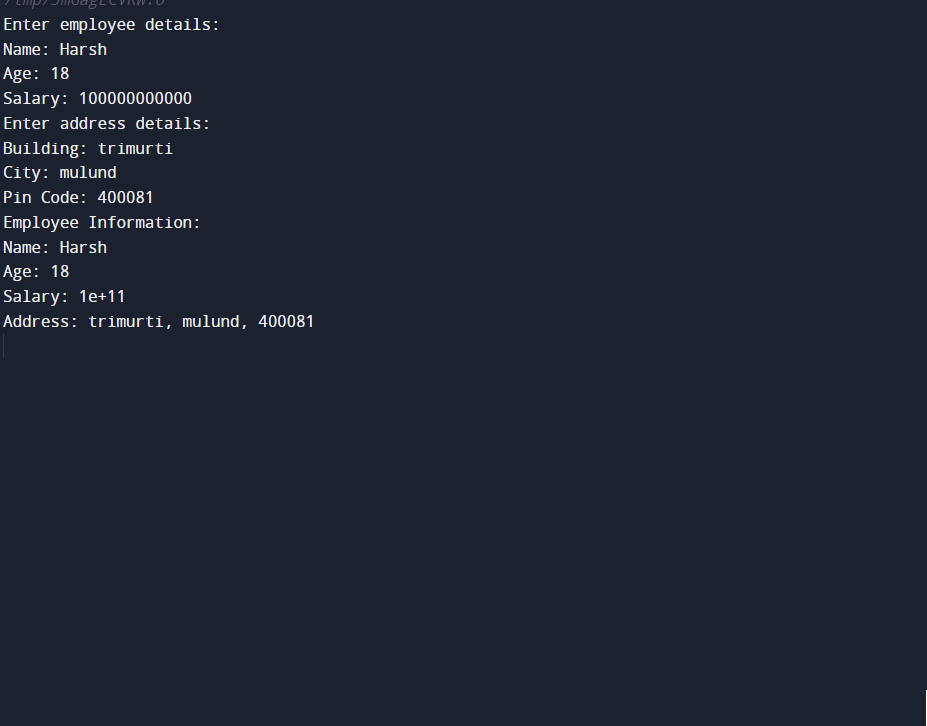 Enter employee details:
Name: Harsh
Age: 18
Salary: 100000000000
Enter address details:
Building: trimurti
City: mulund
Pin Code: 400081
Employee Information:
Name: Harsh
Age: 18
Salary: 1e+11
Address: trimurti, mulund, 400081